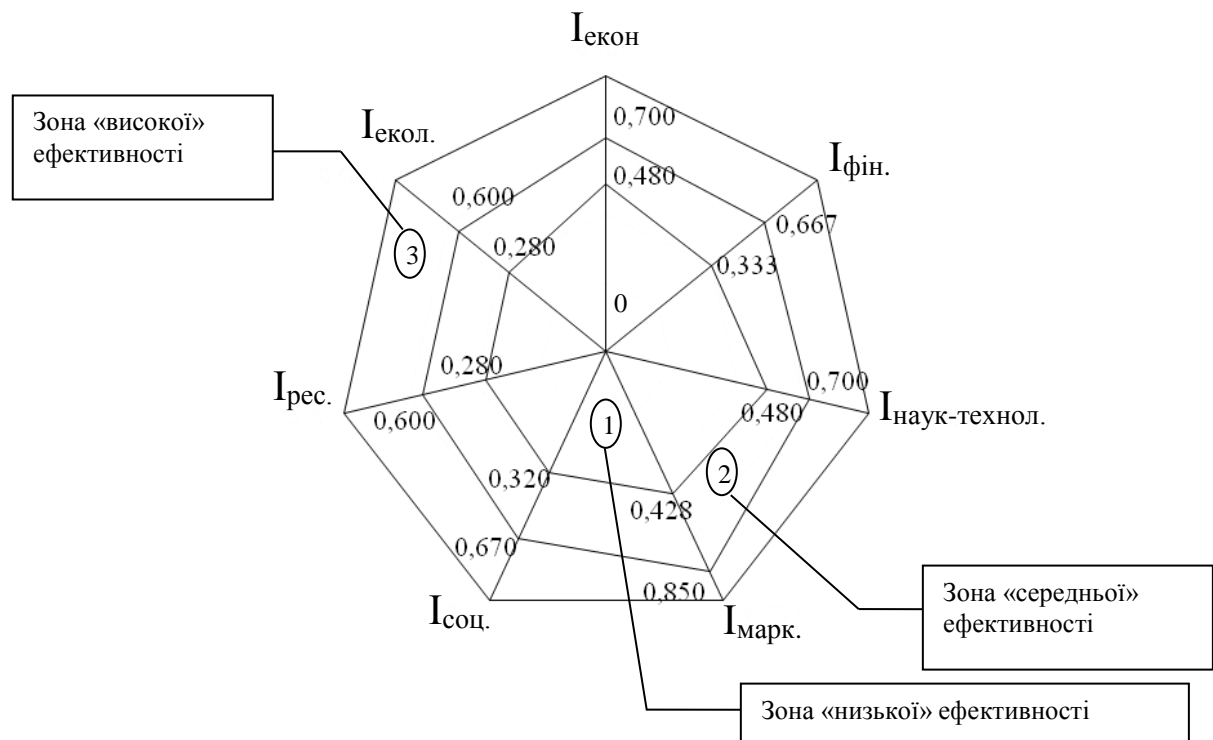 Iекон
0,700
Зона «високої»
ефективності
Iекол.
Iфін.
0,480
0,600
0,667
0,280
0,333
3
0
0,280
0,700
Iрес.
0,600
0,480
Iнаук-технол.
1
0,320
2
0,428
0,670
0,850
Iсоц.
Iмарк.
Зона «середньої»
ефективності
Зона «низької» ефективності